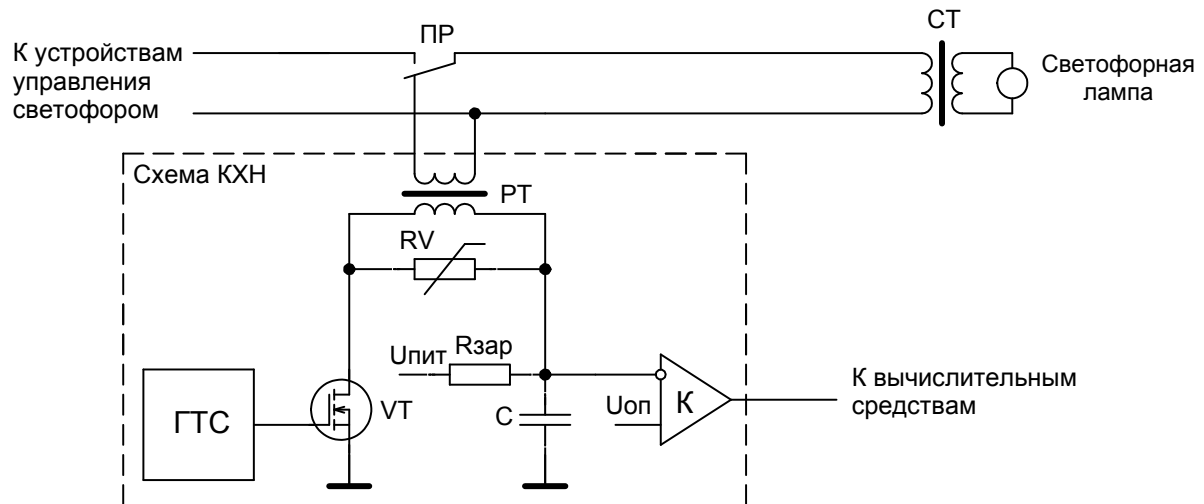 СТ
ПР
К устройствам
управления
светофором
Светофорная
лампа
Схема КХН
РТ
RV
Uпит
Rзар
К вычислительным
средствам
ГТС
VT
С
Uоп
К